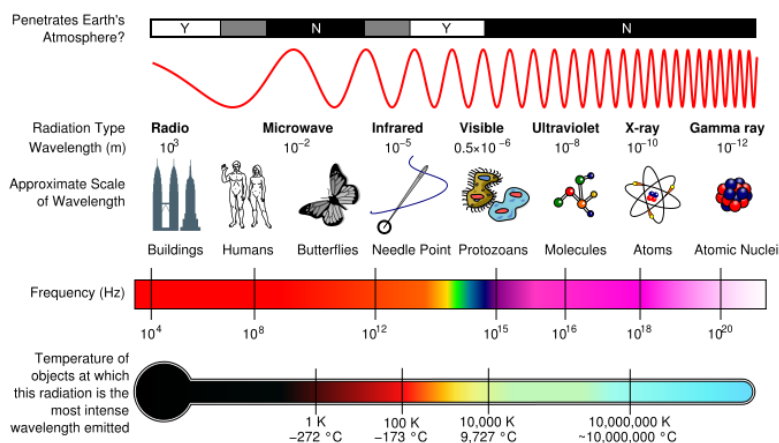 Penetrates Earth's
Atmosphere?
Y N Y N
Radiation Type Radio Microwave Infrared Visible Ultraviolet X-ray Gamma ray
Wavelength (m) 10³ 10⁻² 10⁻⁵ 0.5×10⁻⁶ 10⁻⁸ 10⁻¹⁰ 10⁻¹²
Approximate Scale
of Wavelength
Buildings Humans Butterflies Needle Point Protozoans Molecules Atoms Atomic Nuclei
Frequency (Hz)
10⁴ 10⁸ 10¹² 10¹⁵ 10¹⁶ 10¹⁸ 10²⁰
Temperature of
objects at which
this radiation is the
most intense
wavelength emitted
1 K 100 K 10,000 K 10,000,000 K
−272 °C −173 °C 9,727 °C ~10,000,000 °C